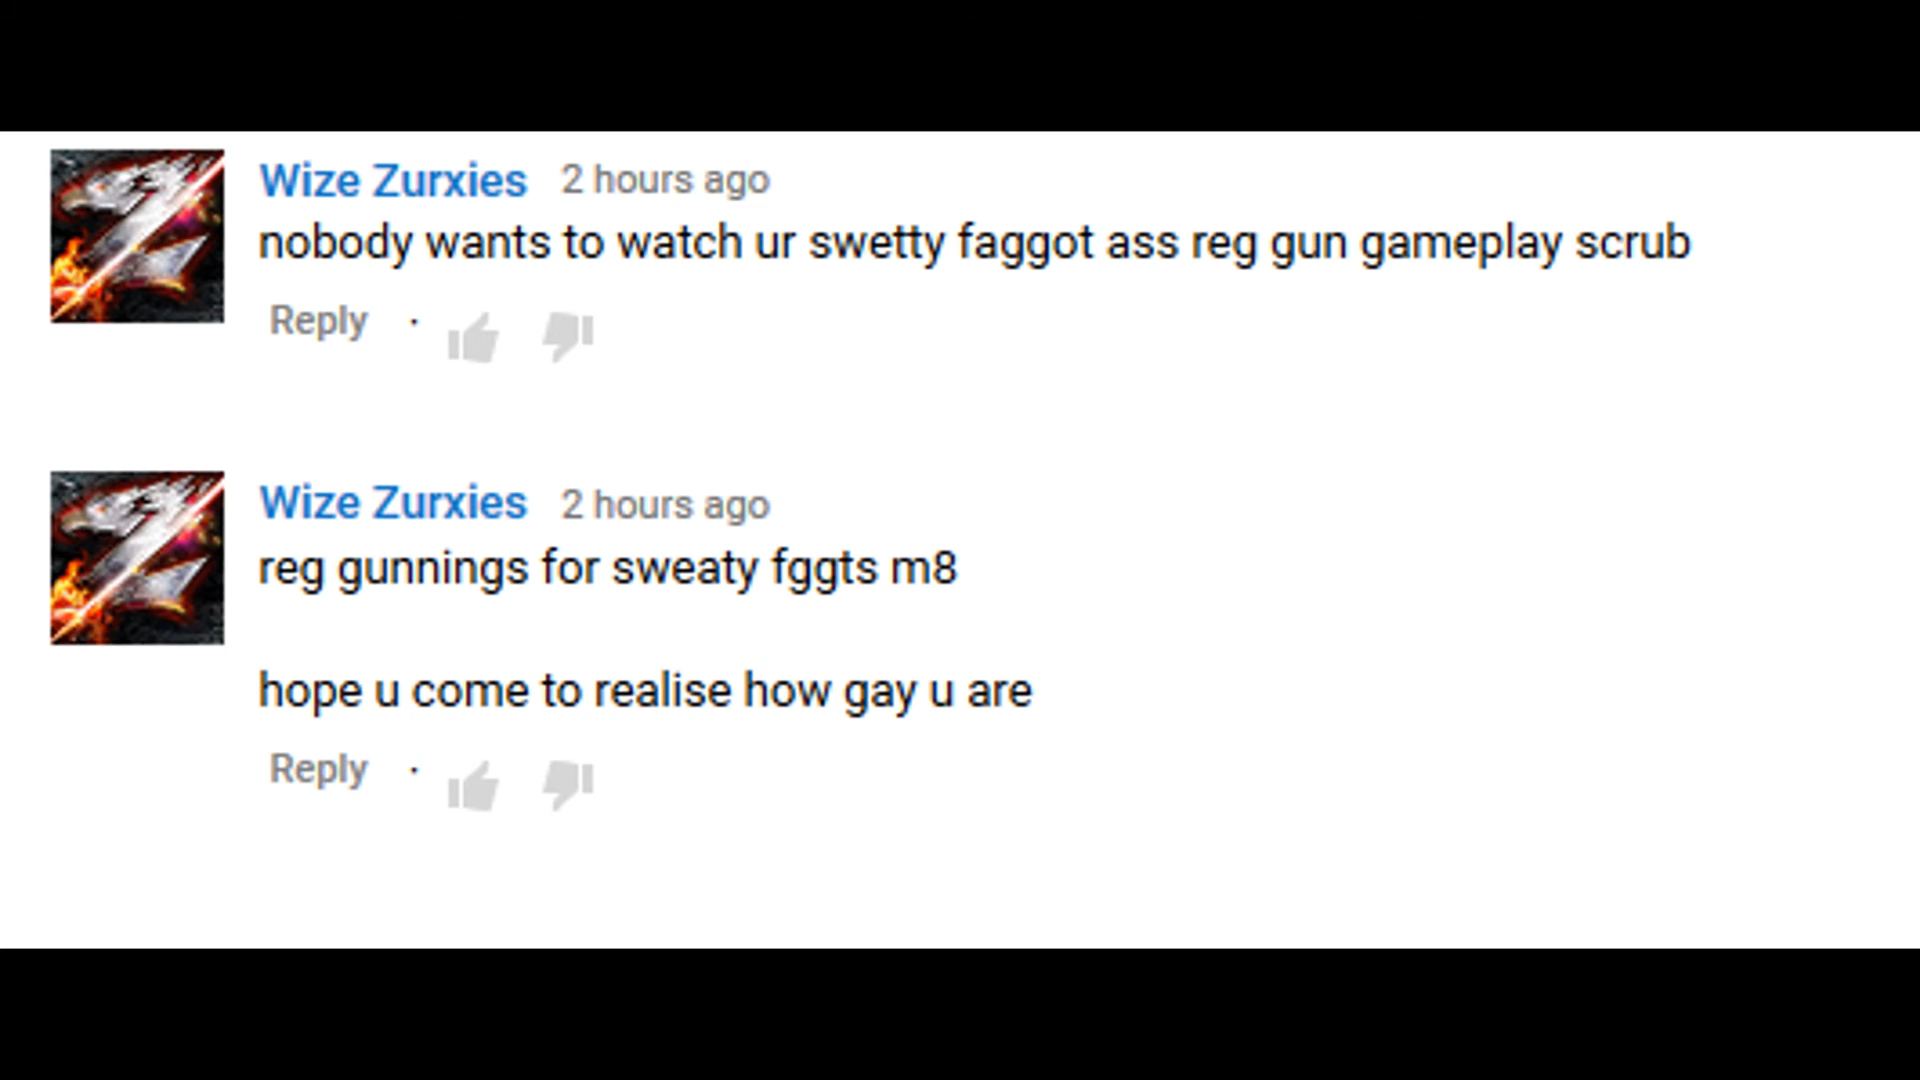 Wize Zurxies 2 hours ago
nobody wants to watch ur swetty faggot ass reg gun gameplay scrub
Reply ·
Wize Zurxies 2 hours ago
reg gunnings for sweaty fggts m8
hope u come to realise how gay u are
Reply ·